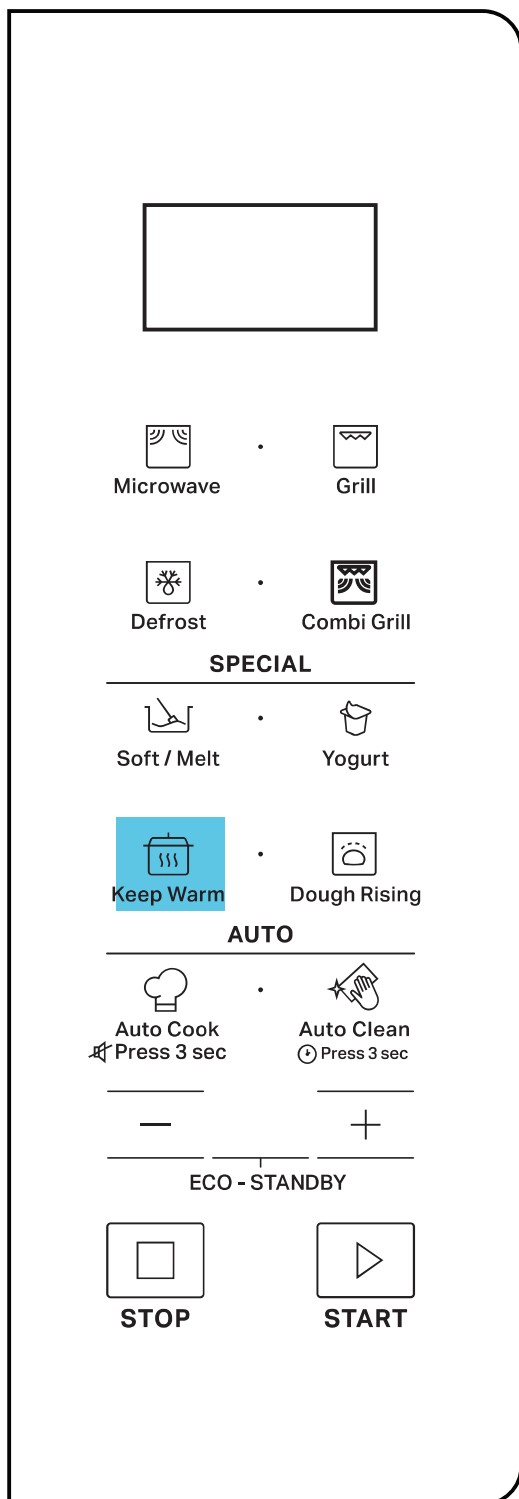 Microwave
Grill
Defrost
Combi Grill
SPECIAL
Soft / Melt
Yogurt
Keep Warm
Dough Rising
AUTO
Auto Cook
Auto Clean
Press 3 sec
Press 3 sec
ECO - STANDBY
STOP
START